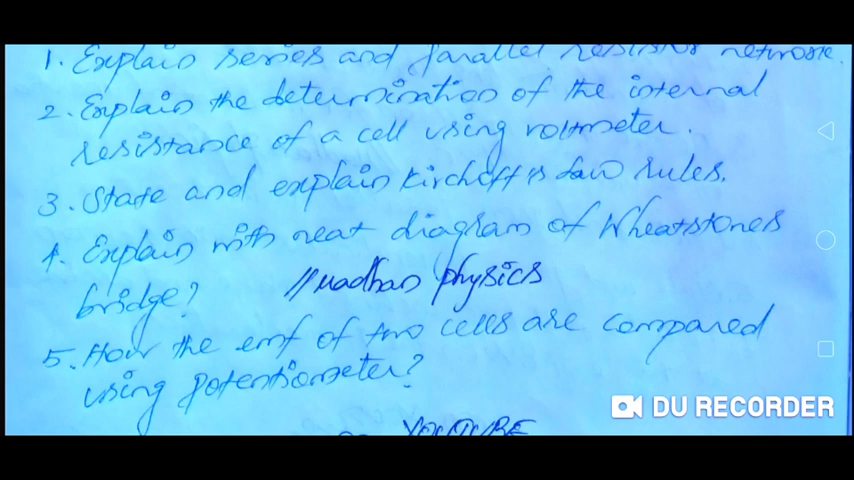 1. Explain series and parallel resistor network.
2. Explain the determination of the internal
resistance of a cell using voltmeter.
3. State and explain Kirchoff's law rules.
4. Explain with neat diagram of Wheatstones
bridge? //madhan physics
5. How the emf of two cells are compared
using potentiometer?
DU RECORDER
YOUTUBE